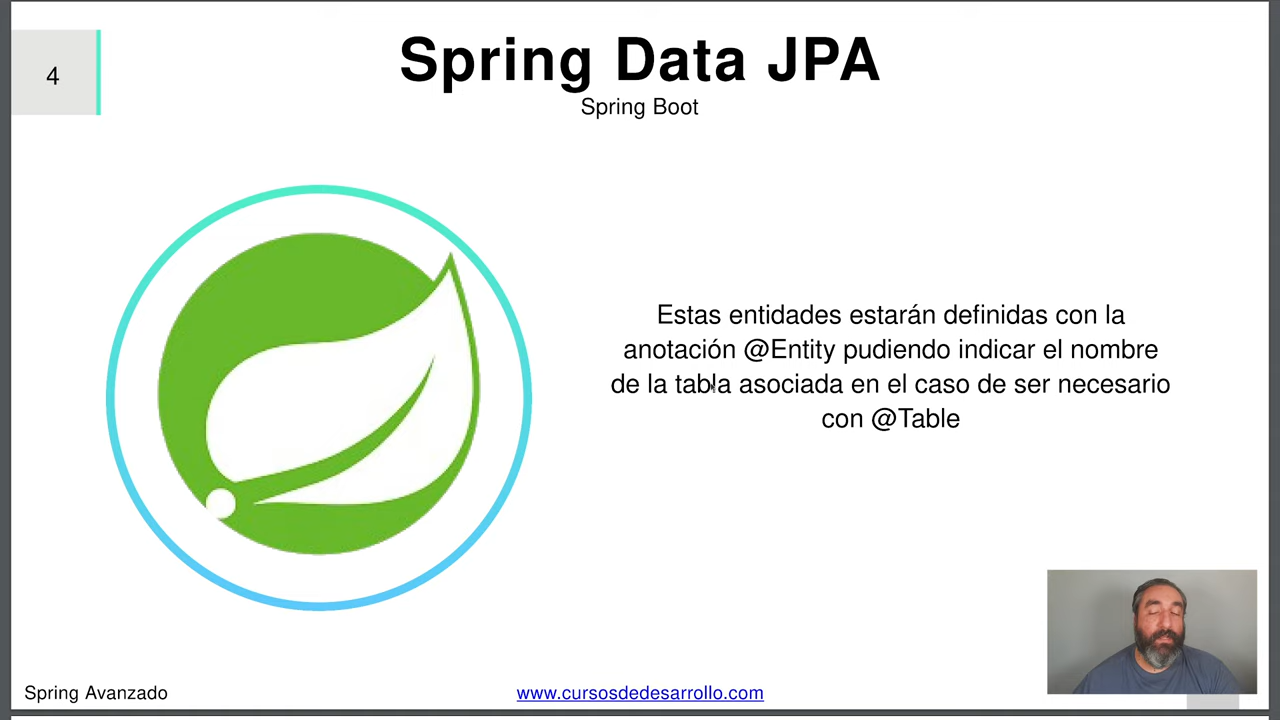 4
Spring Data JPA
Spring Boot
Estas entidades estarán definidas con la
anotación @Entity pudiendo indicar el nombre
de la tabla asociada en el caso de ser necesario
con @Table
Spring Avanzado
www.cursosdedesarrollo.com